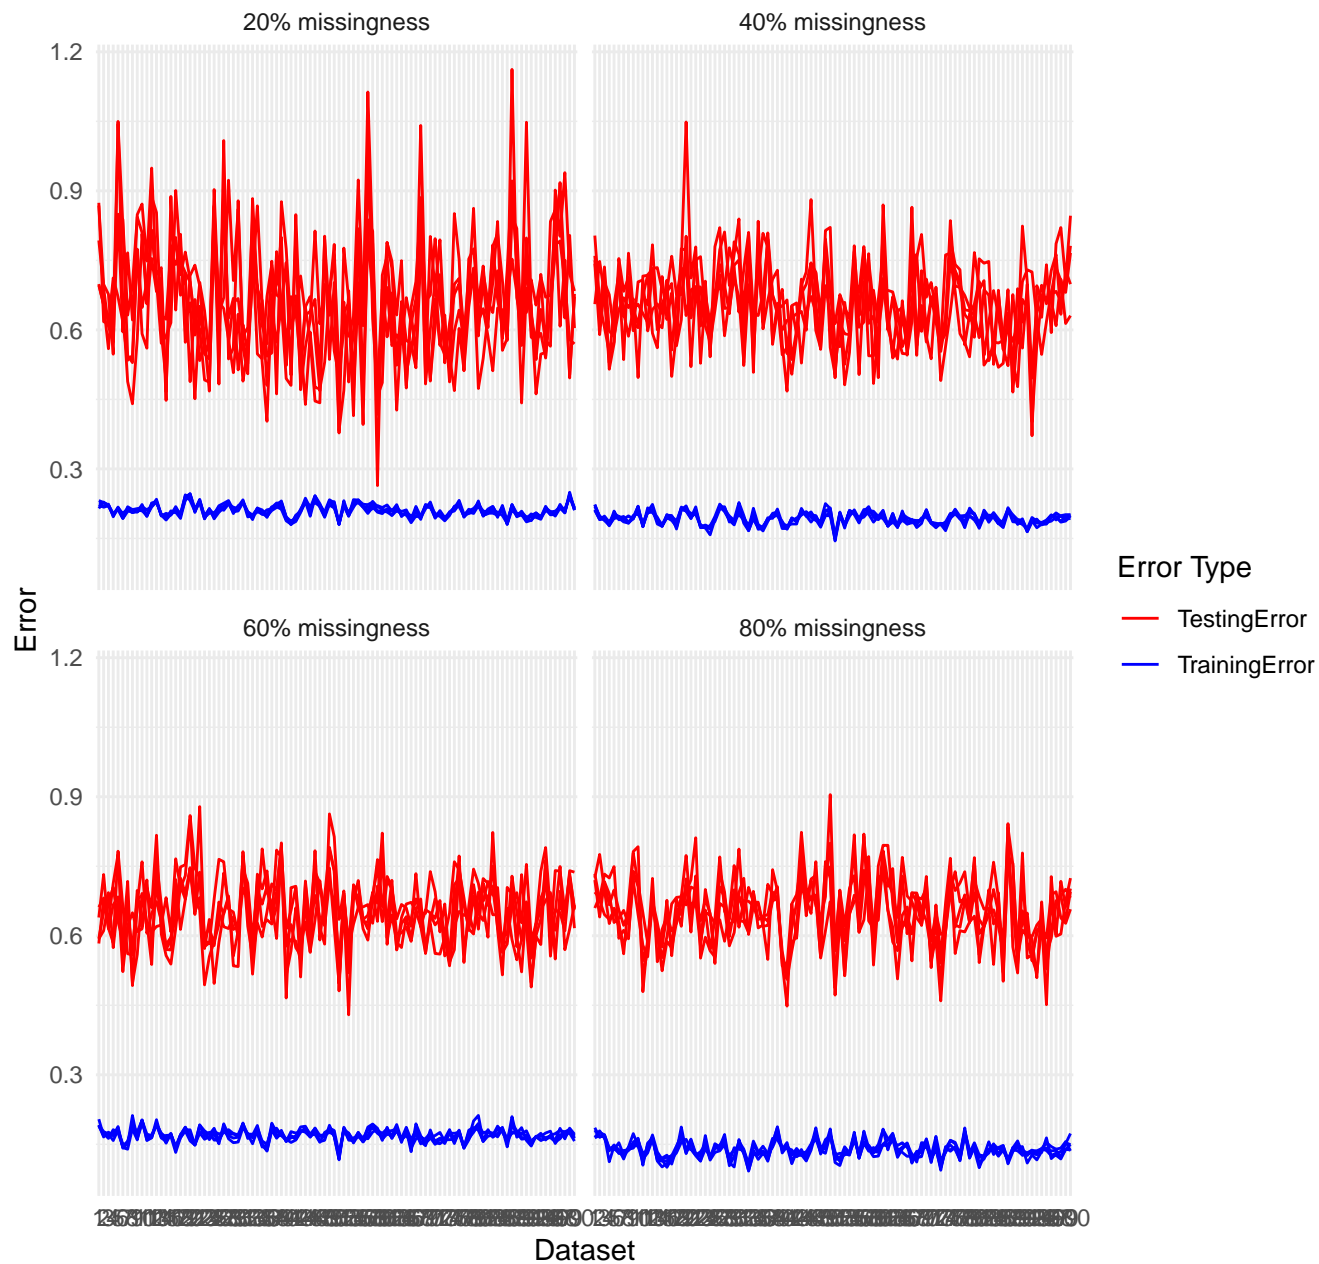 20% missingness
40% missingness
1.2
0.9
0.6
0.3
Error
60% missingness
80% missingness
1.2
0.9
0.6
0.3
Dataset
Error Type
TestingError
TrainingError